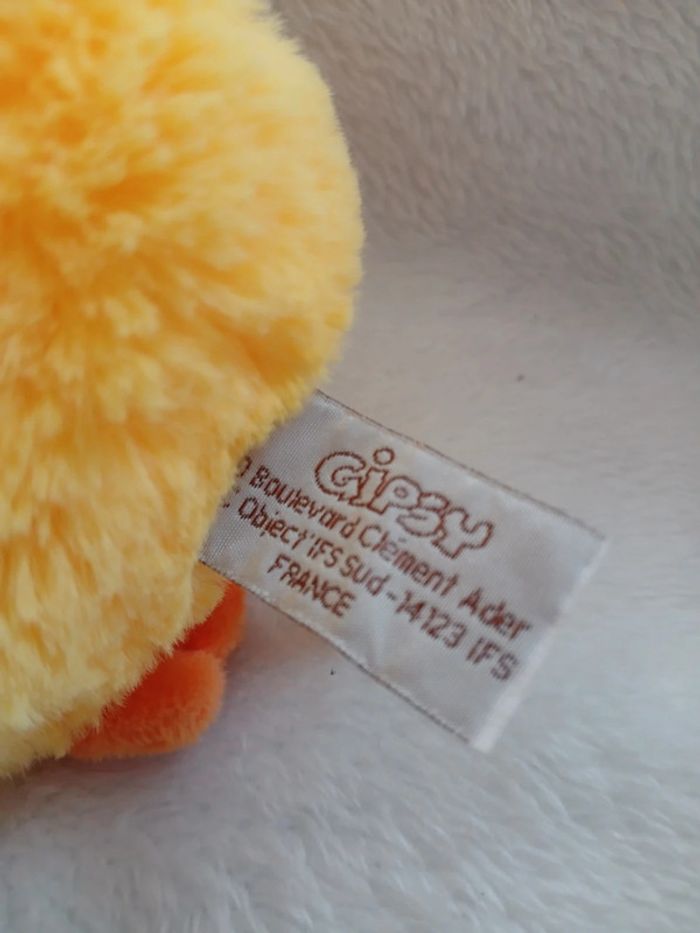 GiPSY
Boulevard Clément Ader
Object'IFS Sud - 14123 IFS
FRANCE